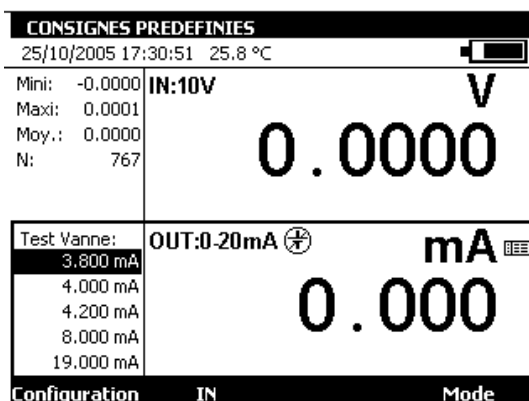 CONSIGNES PREDEFINIES
25/10/2005 17:30:51 25.8 °C
Mini: -0.0000
Maxi: 0.0001
Moy.: 0.0000
N: 767
IN:10V
V
0.0000
Test Vanne:
3.800 mA
4.000 mA
4.200 mA
8.000 mA
19.000 mA
OUT:0-20mA
mA
0.000
Configuration IN Mode